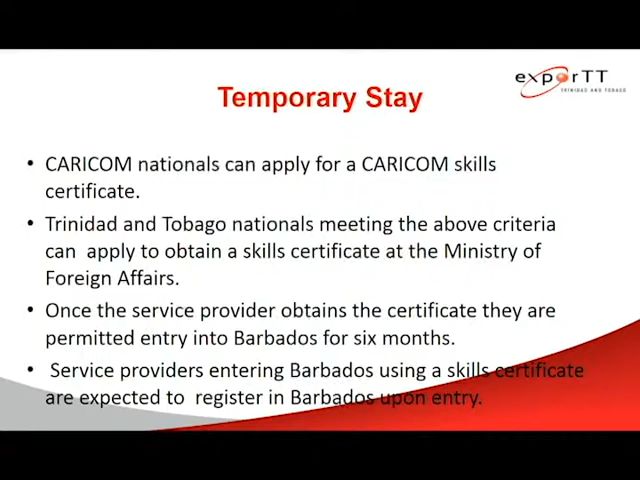 exporTT
TRINIDAD AND TOBAGO
Temporary Stay
• CARICOM nationals can apply for a CARICOM skills
certificate.
• Trinidad and Tobago nationals meeting the above criteria
can apply to obtain a skills certificate at the Ministry of
Foreign Affairs.
• Once the service provider obtains the certificate they are
permitted entry into Barbados for six months.
• Service providers entering Barbados using a skills certificate
are expected to register in Barbados upon entry.